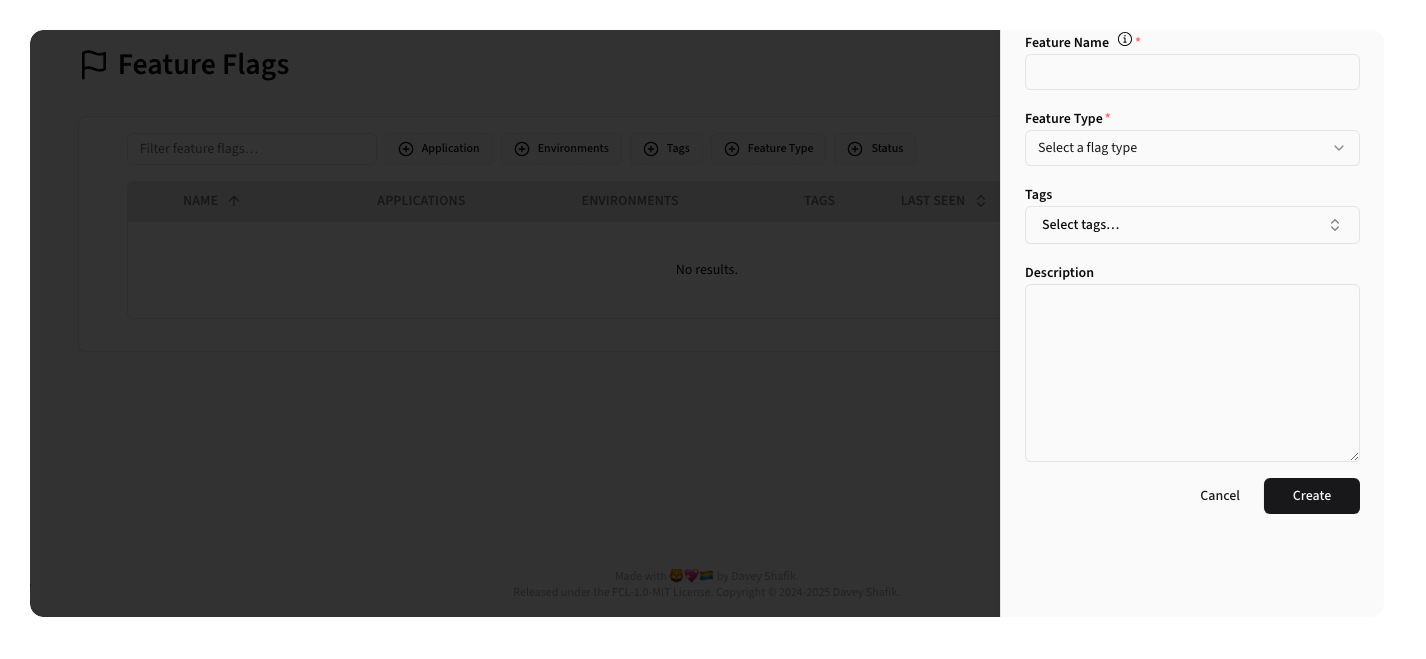 Feature Flags
Filter feature flags...
Application
Environments
Tags
Feature Type
Status
NAME
APPLICATIONS
ENVIRONMENTS
TAGS
LAST SEEN
No results.
Made with 🦁💖🏳️‍🌈 by Davey Shafik.
Released under the FCL-1.0-MIT License. Copyright © 2024-2025 Davey Shafik.
Feature Name *
Feature Type *
Select a flag type
Tags
Select tags...
Description
Cancel
Create